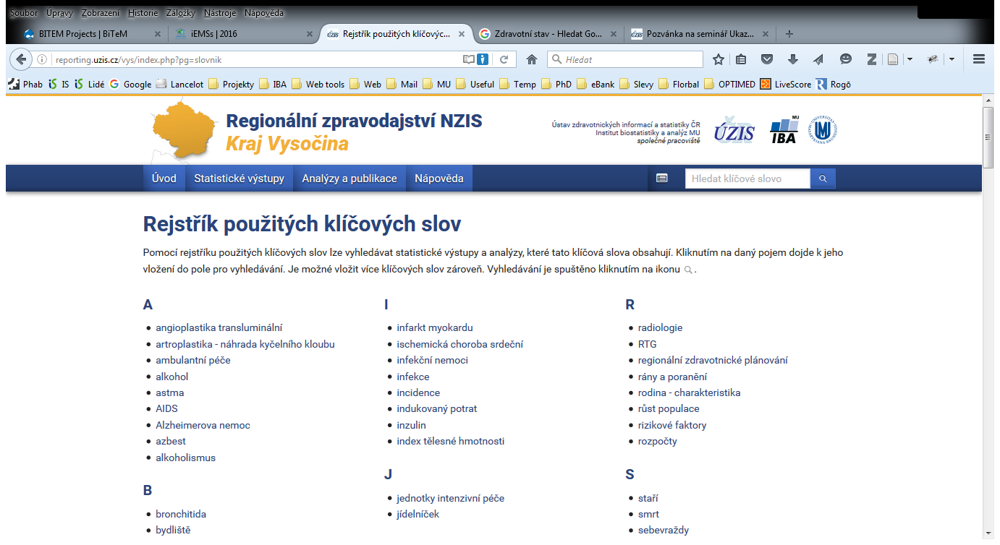 Soubor Úpravy Zobrazení Historie Záložky Nástroje Nápověda
BITEM Projects | BiTeM × iEMSs | 2016 × Rejstřík použitých klíčovýc... × Zdravotní stav - Hledat Go... × Pozvánka na seminář Ukaz... × +
reporting.uzis.cz/vys/index.php?pg=slovnik Hledat
Phab IS Lidé Google Lancelot Projekty IBA Web tools Web Mail MU Useful Temp PhD eBank Slevy Florbal OPTIMED LiveScore Rogō
Regionální zpravodajství NZIS
Kraj Vysočina
Ústav zdravotnických informací a statistiky ČR
Institut biostatistiky a analýz MU
společné pracoviště
ÚZIS
MU
IBA
Úvod Statistické výstupy Analýzy a publikace Nápověda Hledat klíčové slovo
Rejstřík použitých klíčových slov
Pomocí rejstříku použitých klíčových slov lze vyhledávat statistické výstupy a analýzy, které tato klíčová slova obsahují. Kliknutím na daný pojem dojde k jeho
vložení do pole pro vyhledávání. Je možné vložit více klíčových slov zároveň. Vyhledávání je spuštěno kliknutím na ikonu .
A
angioplastika transluminální
artroplastika - náhrada kyčelního kloubu
ambulantní péče
alkohol
astma
AIDS
Alzheimerova nemoc
azbest
alkoholismus
B
bronchitida
bydliště
I
infarkt myokardu
ischemická choroba srdeční
infekční nemoci
infekce
incidence
indukovaný potrat
inzulin
index tělesné hmotnosti
J
jednotky intenzivní péče
jídelníček
R
radiologie
RTG
regionální zdravotnické plánování
rány a poranění
rodina - charakteristika
růst populace
rizikové faktory
rozpočty
S
staří
smrt
sebevraždy